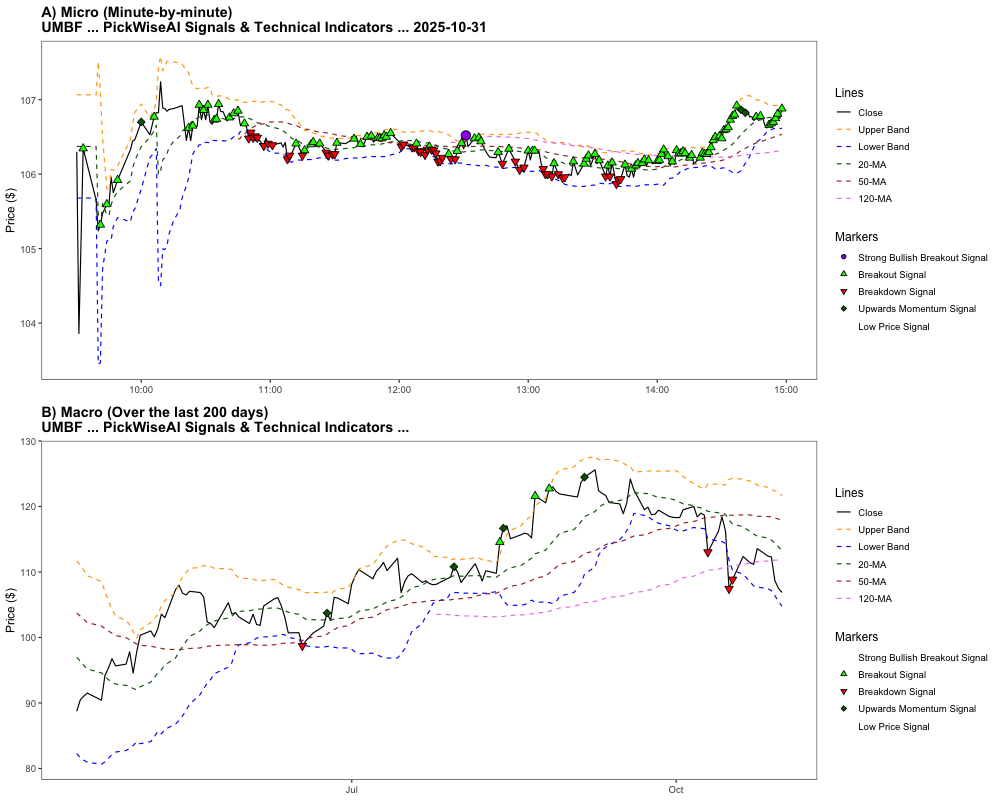 A) Micro (Minute-by-minute)
UMBF ... PickWiseAI Signals & Technical Indicators ... 2025-10-31
Price ($)
107
106
105
104
10:00
11:00
12:00
13:00
14:00
15:00
Lines
Close
Upper Band
Lower Band
20-MA
50-MA
120-MA
Markers
Strong Bullish Breakout Signal
Breakout Signal
Breakdown Signal
Upwards Momentum Signal
Low Price Signal
B) Macro (Over the last 200 days)
UMBF ... PickWiseAI Signals & Technical Indicators ...
Price ($)
130
120
110
100
90
80
Jul
Oct
Lines
Close
Upper Band
Lower Band
20-MA
50-MA
120-MA
Markers
Strong Bullish Breakout Signal
Breakout Signal
Breakdown Signal
Upwards Momentum Signal
Low Price Signal